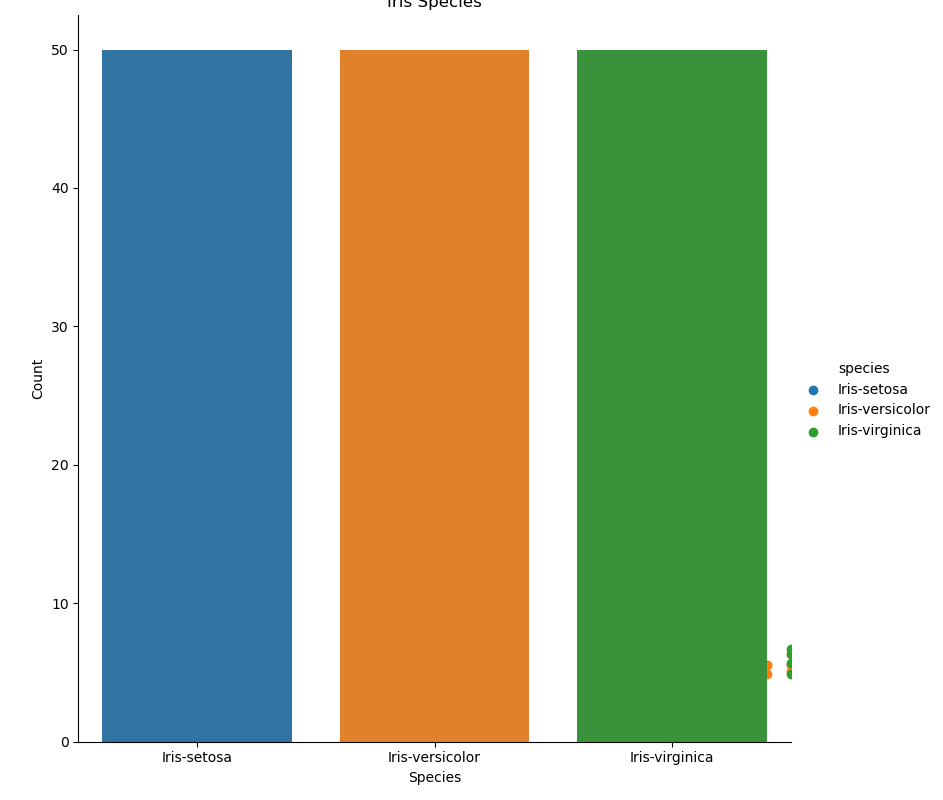 Iris Species
50
40
30
20
10
0
Count
Iris-setosa
Iris-versicolor
Iris-virginica
Species
species
Iris-setosa
Iris-versicolor
Iris-virginica